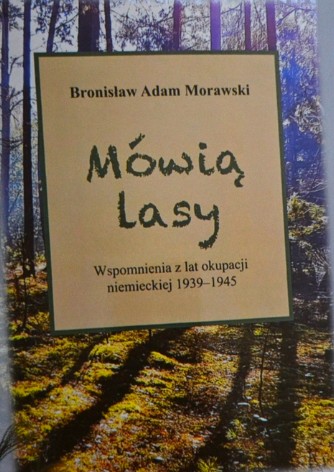 Bronisław Adam Morawski
Mówią
lasy
Wspomnienia z lat okupacji
niemieckiej 1939–1945